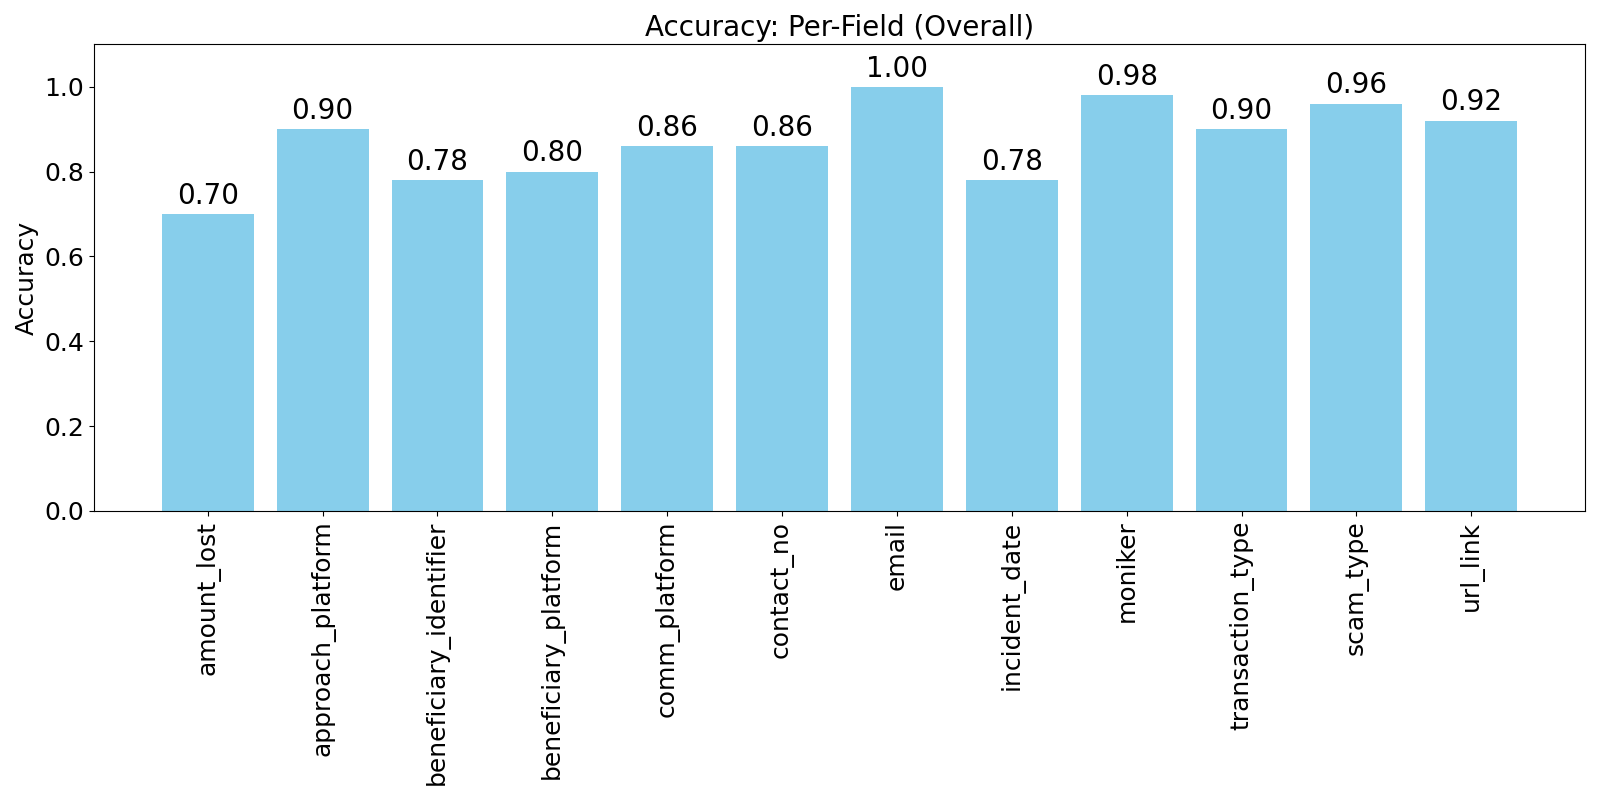 Accuracy: Per-Field (Overall)
Accuracy
1.0
0.8
0.6
0.4
0.2
0.0
0.70
0.90
0.78
0.80
0.86
0.86
1.00
0.78
0.98
0.90
0.96
0.92
amount_lost
approach_platform
beneficiary_identifier
beneficiary_platform
comm_platform
contact_no
email
incident_date
moniker
transaction_type
scam_type
url_link